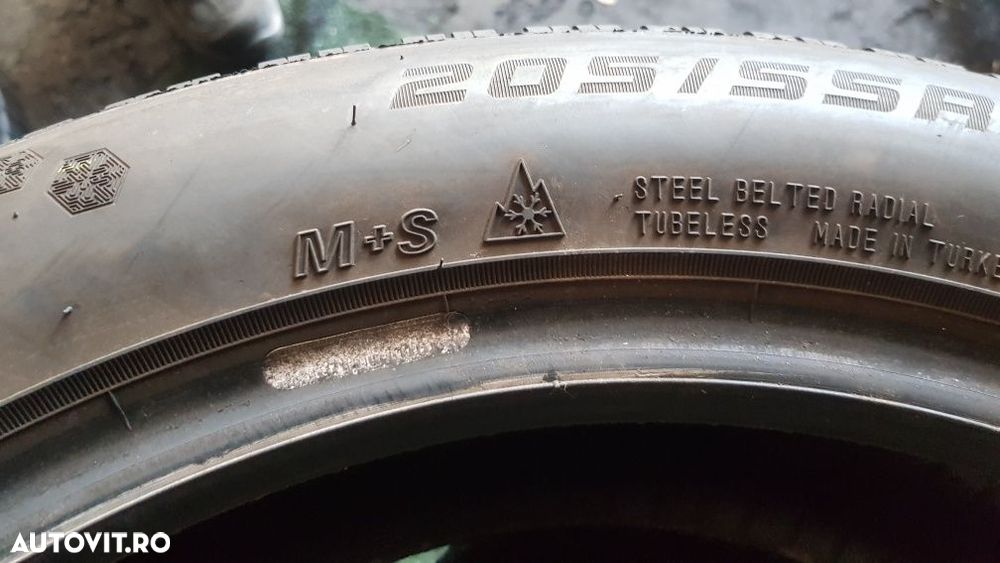 205/55R
M+S
STEEL BELTED RADIAL
TUBELESS MADE IN TURKE
AUTOVIT.RO